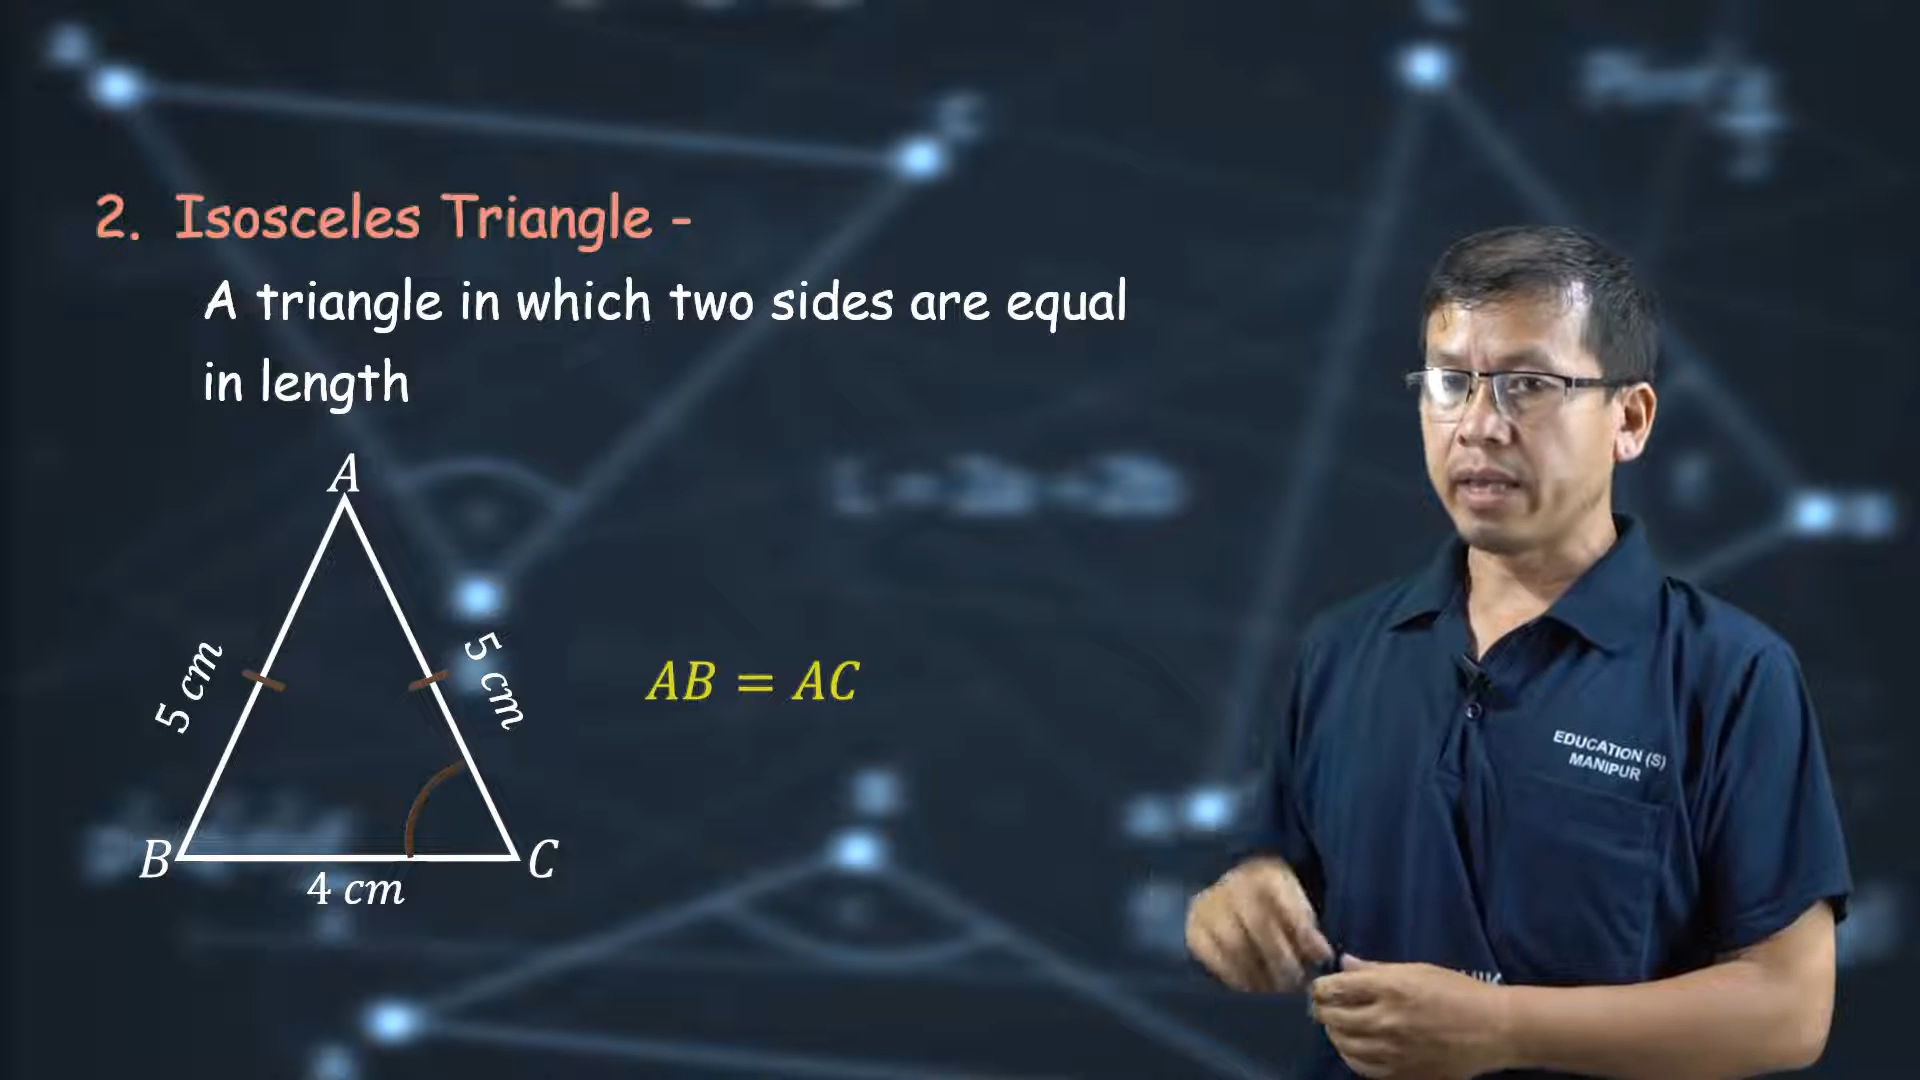 2. Isosceles Triangle -
A triangle in which two sides are equal
in length
A
5 cm
5 cm
AB = AC
B
C
4 cm
EDUCATION (S)
MANIPUR